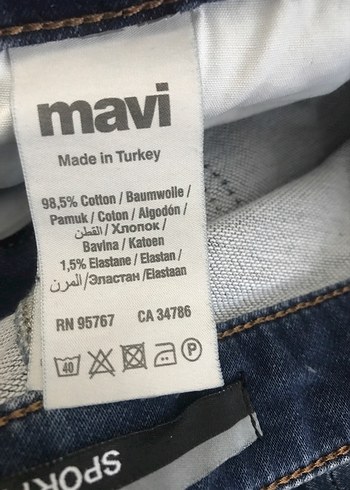 mavi
Made in Turkey
98,5% Cotton / Baumwolle /
Pamuk / Coton / Algodón /
القطن / Хлопок /
Bavina / Katoen
1,5% Elastane / Elastan /
المرن / Эластан / Elastaan
RN 95767 CA 34786
40 P
SPORT